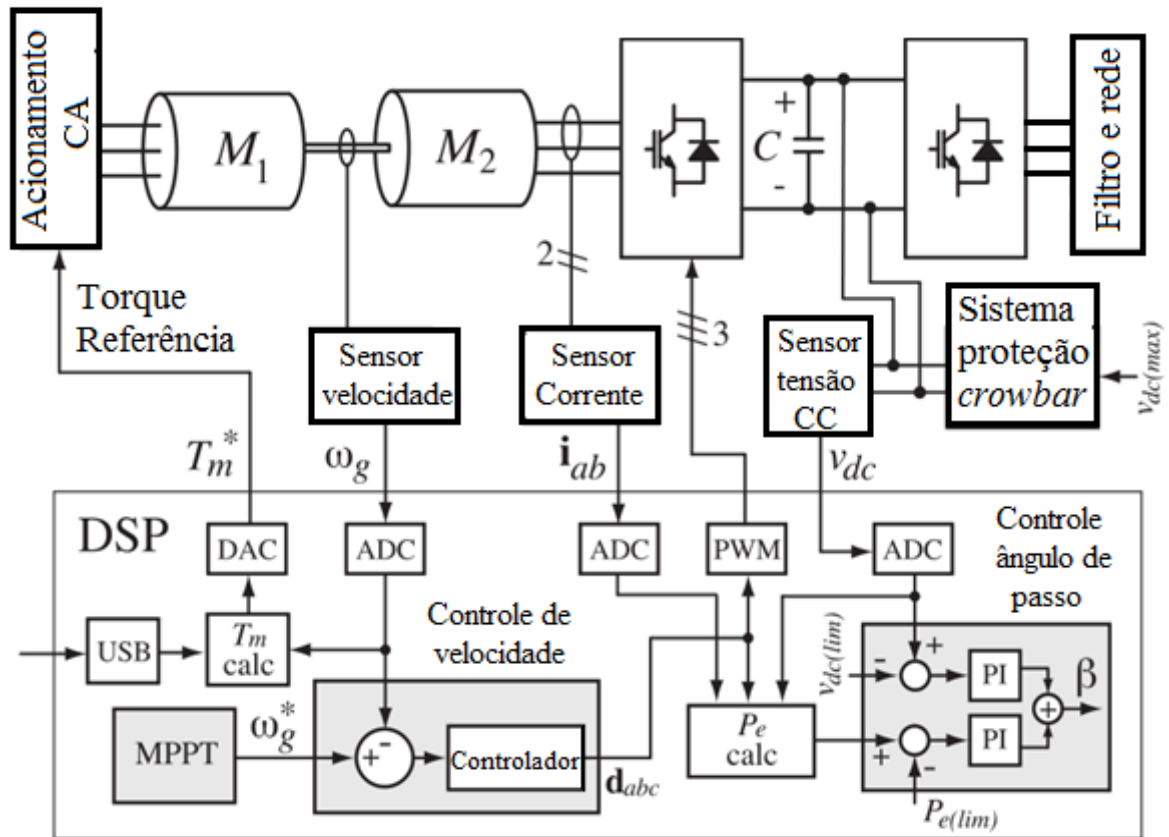 Acionamento
CA
M1
M2
C
+
-
Filtro e rede
Torque
Referência
2
3
Sensor
velocidade
Sensor
Corrente
Sensor
tensão
CC
Sistema
proteção
crowbar
vdc(max)
Tm*
ωg
iab
vdc
DSP
DAC
ADC
ADC
PWM
ADC
Controle
ângulo de
passo
USB
Tm
calc
Controle de
velocidade
vdc(lim)
-
+
PI
β
+
MPPT
ωg*
+
-
Controlador
dabc
Pe
calc
+
-
PI
Pe(lim)